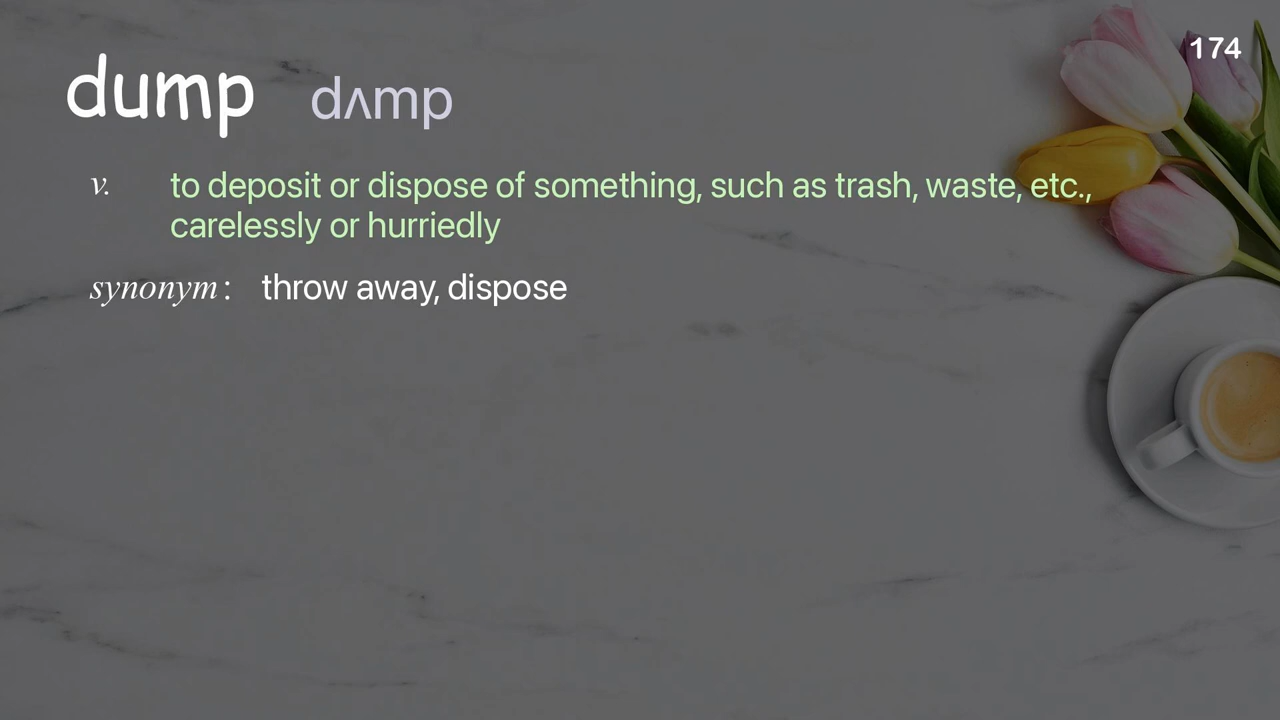 174
dump dʌmp
v. to deposit or dispose of something, such as trash, waste, etc.,
carelessly or hurriedly
synonym: throw away, dispose